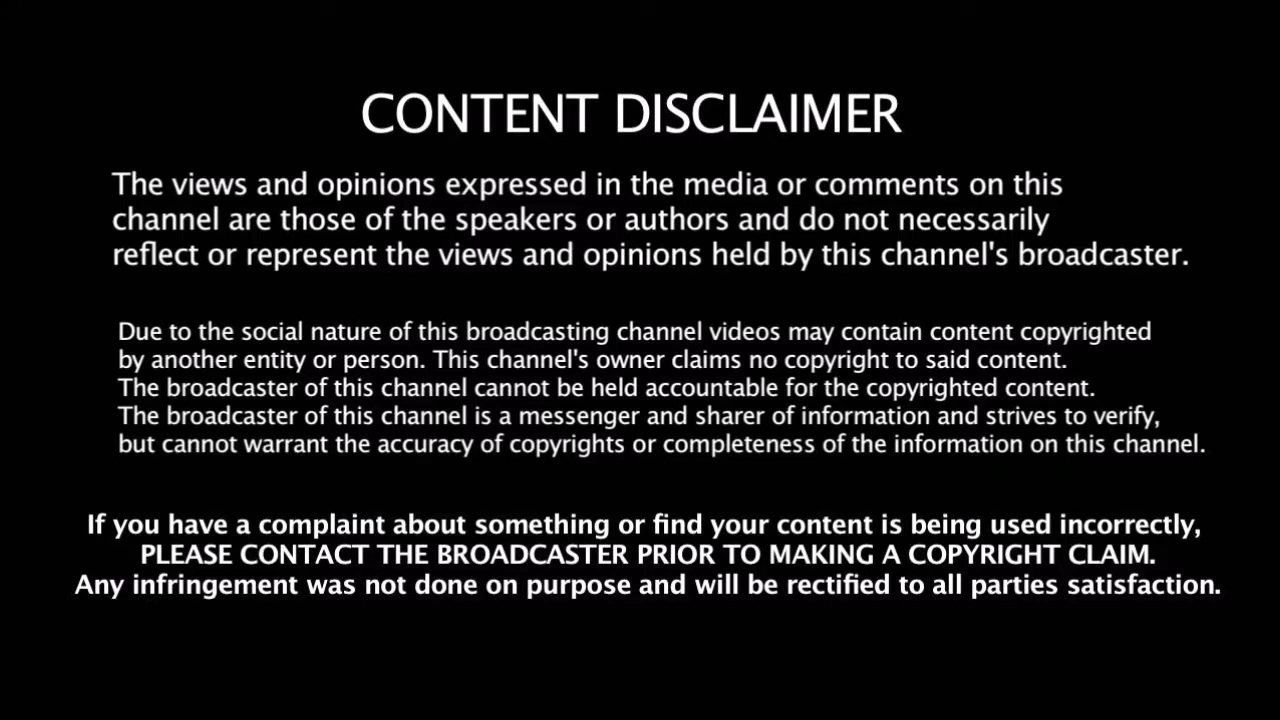 CONTENT DISCLAIMER
The views and opinions expressed in the media or comments on this
channel are those of the speakers or authors and do not necessarily
reflect or represent the views and opinions held by this channel's broadcaster.
Due to the social nature of this broadcasting channel videos may contain content copyrighted
by another entity or person. This channel's owner claims no copyright to said content.
The broadcaster of this channel cannot be held accountable for the copyrighted content.
The broadcaster of this channel is a messenger and sharer of information and strives to verify,
but cannot warrant the accuracy of copyrights or completeness of the information on this channel.
If you have a complaint about something or find your content is being used incorrectly,
PLEASE CONTACT THE BROADCASTER PRIOR TO MAKING A COPYRIGHT CLAIM.
Any infringement was not done on purpose and will be rectified to all parties satisfaction.